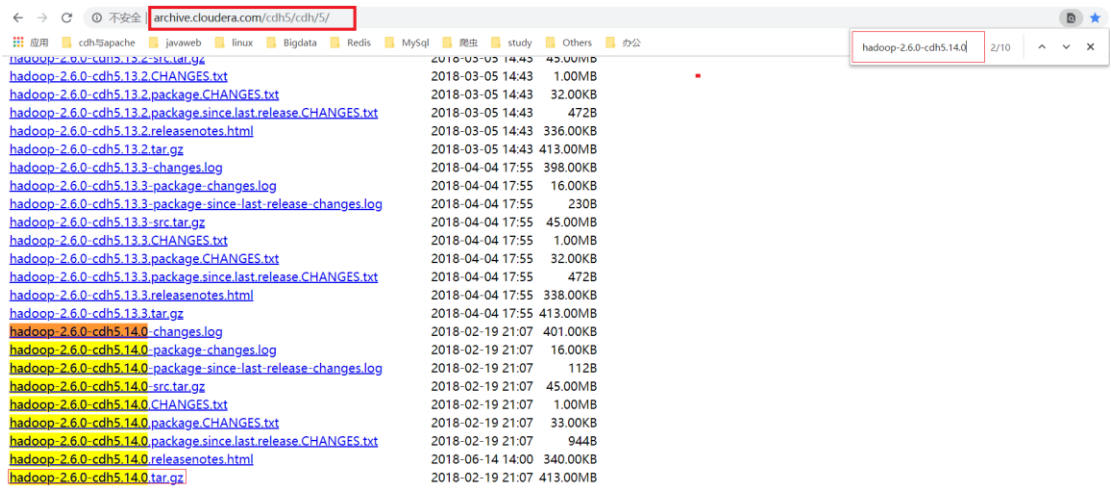 不安全 archive.cloudera.com/cdh5/cdh/5/
应用 cdh与apache javaweb linux Bigdata Redis MySql 爬虫 study Others 办公
hadoop-2.6.0-cdh5.14.0 2/10
hadoop-2.6.0-cdh5.13.2-src.tar.gz 2018-03-05 14:43 45.00MB
hadoop-2.6.0-cdh5.13.2.CHANGES.txt 2018-03-05 14:43 1.00MB
hadoop-2.6.0-cdh5.13.2.package.CHANGES.txt 2018-03-05 14:43 32.00KB
hadoop-2.6.0-cdh5.13.2.package.since.last.release.CHANGES.txt 2018-03-05 14:43 472B
hadoop-2.6.0-cdh5.13.2.releasenotes.html 2018-03-05 14:43 336.00KB
hadoop-2.6.0-cdh5.13.2.tar.gz 2018-03-05 14:43 413.00MB
hadoop-2.6.0-cdh5.13.3-changes.log 2018-04-04 17:55 398.00KB
hadoop-2.6.0-cdh5.13.3-package-changes.log 2018-04-04 17:55 16.00KB
hadoop-2.6.0-cdh5.13.3-package-since-last-release-changes.log 2018-04-04 17:55 230B
hadoop-2.6.0-cdh5.13.3-src.tar.gz 2018-04-04 17:55 45.00MB
hadoop-2.6.0-cdh5.13.3.CHANGES.txt 2018-04-04 17:55 1.00MB
hadoop-2.6.0-cdh5.13.3.package.CHANGES.txt 2018-04-04 17:55 32.00KB
hadoop-2.6.0-cdh5.13.3.package.since.last.release.CHANGES.txt 2018-04-04 17:55 472B
hadoop-2.6.0-cdh5.13.3.releasenotes.html 2018-04-04 17:55 338.00KB
hadoop-2.6.0-cdh5.13.3.tar.gz 2018-04-04 17:55 413.00MB
hadoop-2.6.0-cdh5.14.0-changes.log 2018-02-19 21:07 401.00KB
hadoop-2.6.0-cdh5.14.0-package-changes.log 2018-02-19 21:07 16.00KB
hadoop-2.6.0-cdh5.14.0-package-since-last-release-changes.log 2018-02-19 21:07 112B
hadoop-2.6.0-cdh5.14.0-src.tar.gz 2018-02-19 21:07 45.00MB
hadoop-2.6.0-cdh5.14.0.CHANGES.txt 2018-02-19 21:07 1.00MB
hadoop-2.6.0-cdh5.14.0.package.CHANGES.txt 2018-02-19 21:07 33.00KB
hadoop-2.6.0-cdh5.14.0.package.since.last.release.CHANGES.txt 2018-02-19 21:07 944B
hadoop-2.6.0-cdh5.14.0.releasenotes.html 2018-06-14 14:00 340.00KB
hadoop-2.6.0-cdh5.14.0.tar.gz 2018-02-19 21:07 413.00MB